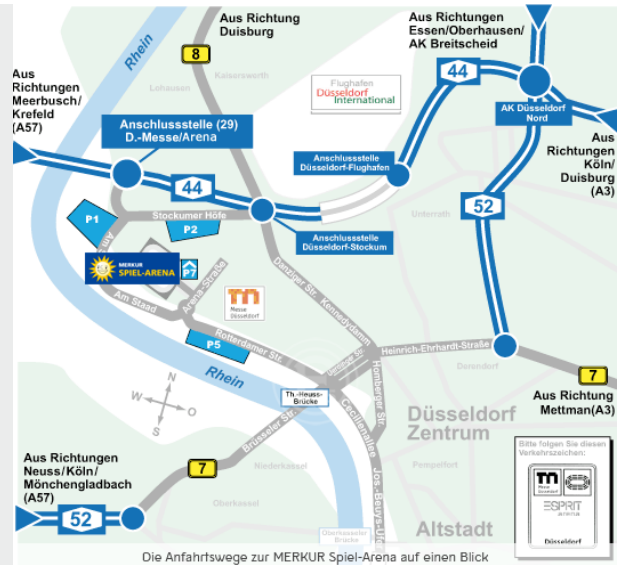 Aus Richtung
Duisburg
8
Rhein
Lohausen
Kaiserswerth
Aus Richtungen
Essen/Oberhausen/
AK Breitscheid
44
Flughafen
Düsseldorf
International
AK Düsseldorf
Nord
Aus
Richtungen
Meerbusch/
Krefeld
(A57)
Anschlussstelle (29)
D.-Messe/Arena
44
Anschlussstelle
Düsseldorf-Flughafen
Aus
Richtungen
Köln/
Duisburg
(A3)
52
P1
Stockumer Höfe
P2
Unterrath
Anschlussstelle
Düsseldorf-Stockum
Am Staad
MERKUR
SPIEL-ARENA
P7
Arena-Straße
Messe
Düsseldorf
Danziger Str.
Kennedydamm
P5
Rotterdamer Str.
Uerdinger Str.
Heinrich-Ehrhardt-Straße
Derendorf
7
Aus Richtung
Mettman(A3)
Rhein
N
W
O
S
Th.-Heuss-
Brücke
Homberger Str.
Cecilienallee
Düsseldorf
Zentrum
Brüsseler Str.
7
Niederkassel
Pempelfort
Aus Richtungen
Neuss/Köln/
Mönchengladbach
(A57)
52
Oberkassel
Jos.-Beuys-Ufer
Oberkasseler
Brücke
Altstadt
Bitte folgen Sie diesen
Verkehrszeichen:
Messe
Düsseldorf
ESPRIT
arena
Düsseldorf
Die Anfahrtswege zur MERKUR Spiel-Arena auf einen Blick